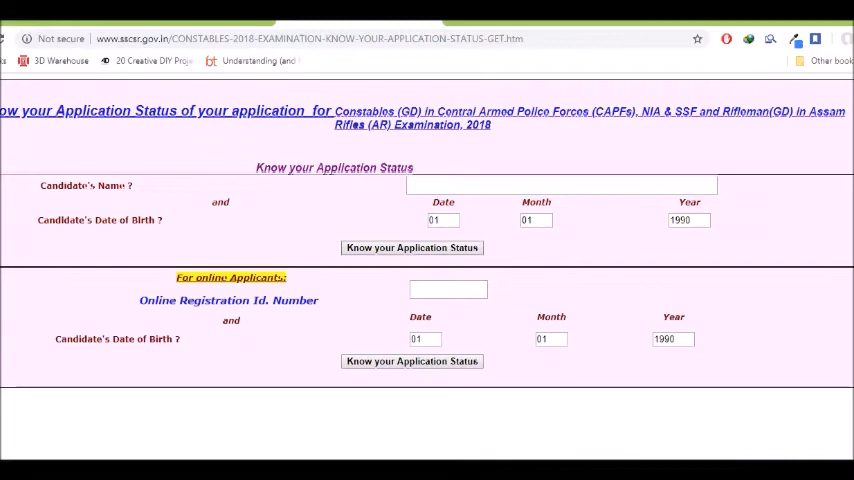 Not secure www.sscsr.gov.in/CONSTABLES-2018-EXAMINATION-KNOW-YOUR-APPLICATION-STATUS-GET.htm
3D Warehouse 20 Creative DIY Proje Understanding (and Other book
ow your Application Status of your application for Constables (GD) in Central Armed Police Forces (CAPFs), NIA & SSF and Rifleman(GD) in Assam
Rifles (AR) Examination, 2018
Know your Application Status
Candidate's Name ?
and Date Month Year
Candidate's Date of Birth ? 01 01 1990
Know your Application Status
For online Applicants:
Online Registration Id. Number
and Date Month Year
Candidate's Date of Birth ? 01 01 1990
Know your Application Status